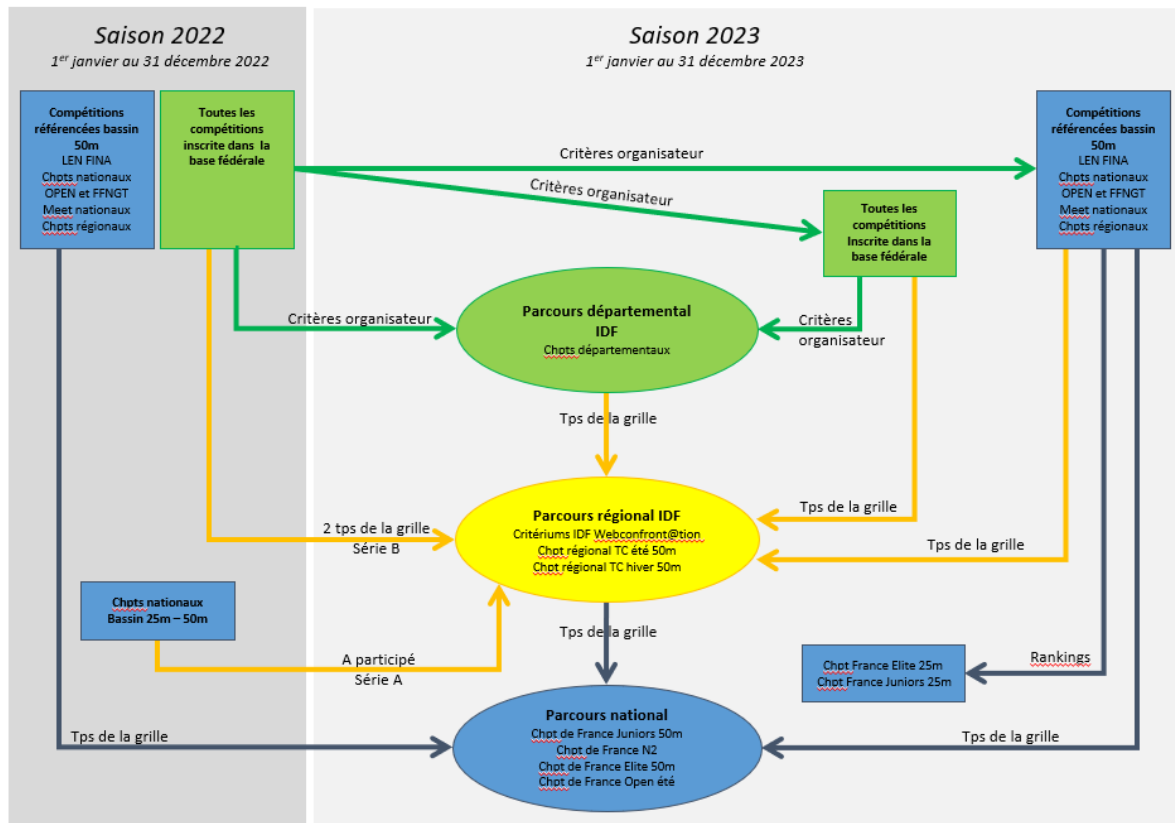 Saison 2022
1er janvier au 31 décembre 2022
Saison 2023
1er janvier au 31 décembre 2023
Compétitions
référencées bassin
50m
LEN FINA
Chpts nationaux
OPEN et FFNGT
Meet nationaux
Chpts régionaux
Toutes les
compétitions
inscrite dans la
base fédérale
Critères organisateur
Critères organisateur
Toutes les
compétitions
Inscrite dans la
base fédérale
Compétitions
référencées bassin
50m
LEN FINA
Chpts nationaux
OPEN et FFNGT
Meet nationaux
Chpts régionaux
Critères organisateur
Parcours départemental
IDF
Chpts départementaux
Critères
organisateur
Tps de la grille
2 tps de la grille
Série B
Parcours régional IDF
Critériums IDF Webconfront@tion
Chpt régional TC été 50m
Chpt régional TC hiver 50m
Tps de la grille
Tps de la grille
Chpts nationaux
Bassin 25m – 50m
A participé
Série A
Tps de la grille
Chpt France Elite 25m
Chpt France Juniors 25m
Rankings
Tps de la grille
Parcours national
Chpt de France Juniors 50m
Chpt de France N2
Chpt de France Elite 50m
Chpt de France Open été
Tps de la grille